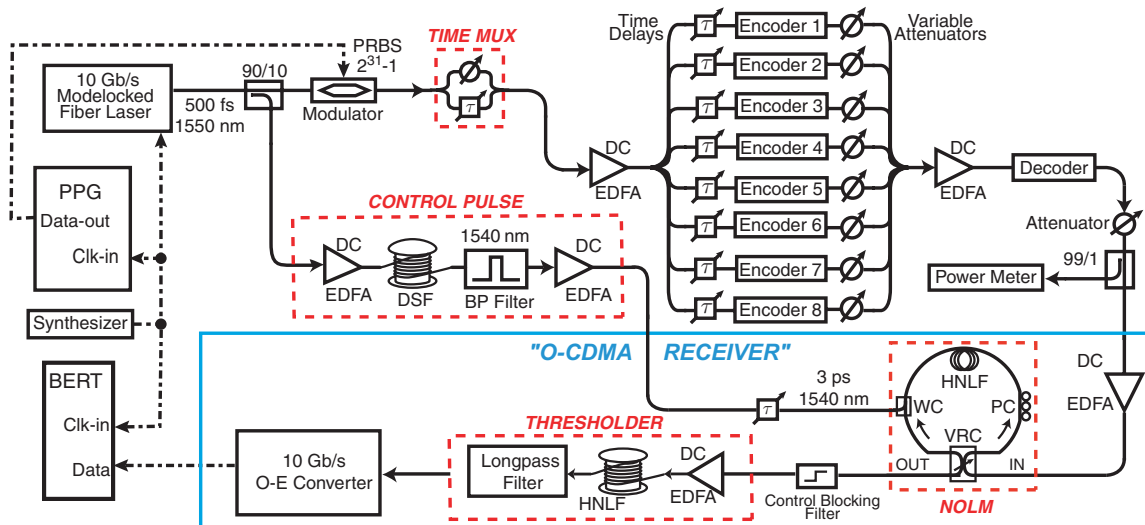 10 Gb/s
Modelocked
Fiber Laser
500 fs
1550 nm
90/10
PRBS
2³¹-1
Modulator
TIME MUX
τ
Time
Delays
Variable
Attenuators
τ Encoder 1
τ Encoder 2
τ Encoder 3
τ Encoder 4
τ Encoder 5
τ Encoder 6
τ Encoder 7
τ Encoder 8
DC
EDFA
DC
EDFA
Decoder
Attenuator
99/1
Power Meter
PPG
Data-out
Clk-in
Synthesizer
CONTROL PULSE
DC
EDFA
DSF
1540 nm
BP Filter
DC
EDFA
"O-CDMA RECEIVER"
BERT
Clk-in
Data
10 Gb/s
O-E Converter
THRESHOLDER
Longpass
Filter
HNLF
DC
EDFA
τ
3 ps
1540 nm
Control Blocking
Filter
HNLF
WC
PC
VRC
OUT
IN
NOLM
DC
EDFA